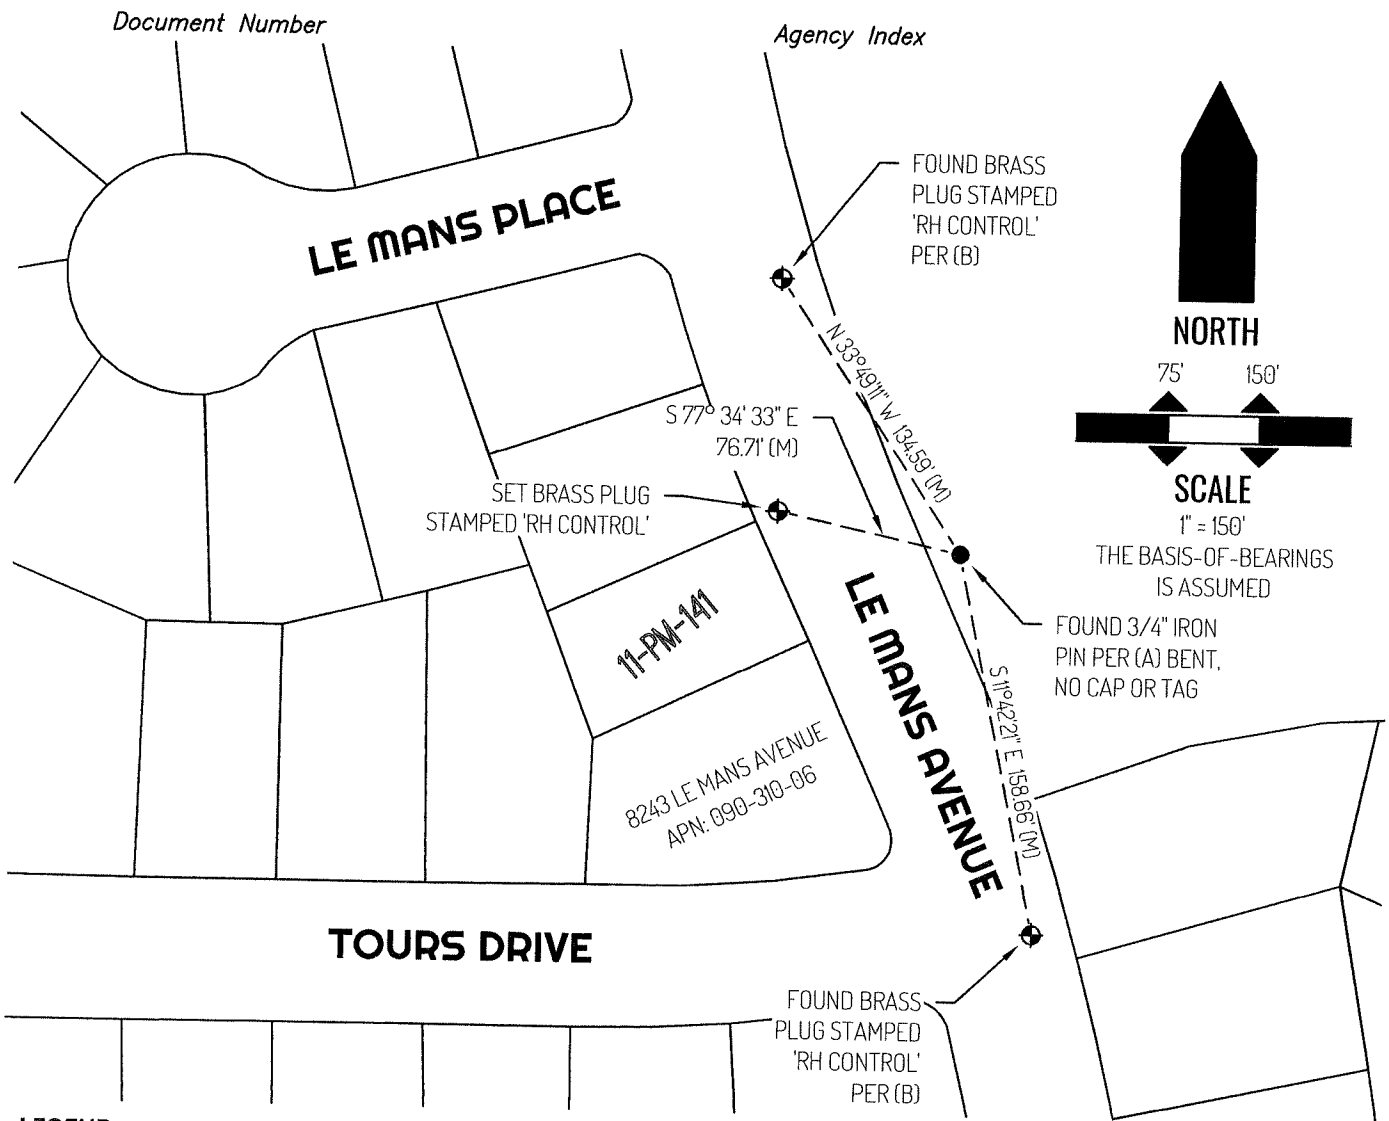 Document Number
Agency Index
FOUND BRASS
PLUG STAMPED
'RH CONTROL'
PER (B)
LE MANS PLACE
NORTH
75' 150'
SCALE
1" = 150'
THE BASIS-OF-BEARINGS
IS ASSUMED
N 33°49'11" W 134.59' (M)
S 77° 34' 33" E
76.71' (M)
SET BRASS PLUG
STAMPED 'RH CONTROL'
LE MANS AVENUE
FOUND 3/4" IRON
PIN PER (A) BENT,
NO CAP OR TAG
11-PM-141
S 11°42'21" E 158.66' (M)
8243 LE MANS AVENUE
APN: 090-310-06
TOURS DRIVE
FOUND BRASS
PLUG STAMPED
'RH CONTROL'
PER (B)